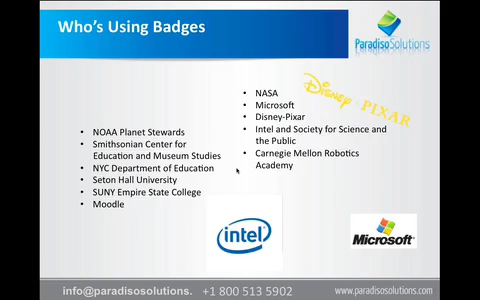 Who's Using Badges
ParadisoSolutions
• NOAA Planet Stewards
• Smithsonian Center for
Education and Museum Studies
• NYC Department of Education
• Seton Hall University
• SUNY Empire State College
• Moodle
• NASA
• Microsoft
• Disney-Pixar
• Intel and Society for Science and
the Public
• Carnegie Mellon Robotics
Academy
DISNEY · PIXAR
intel
Microsoft
info@paradisosolutions. +1 800 513 5902
www.paradisosolutions.com